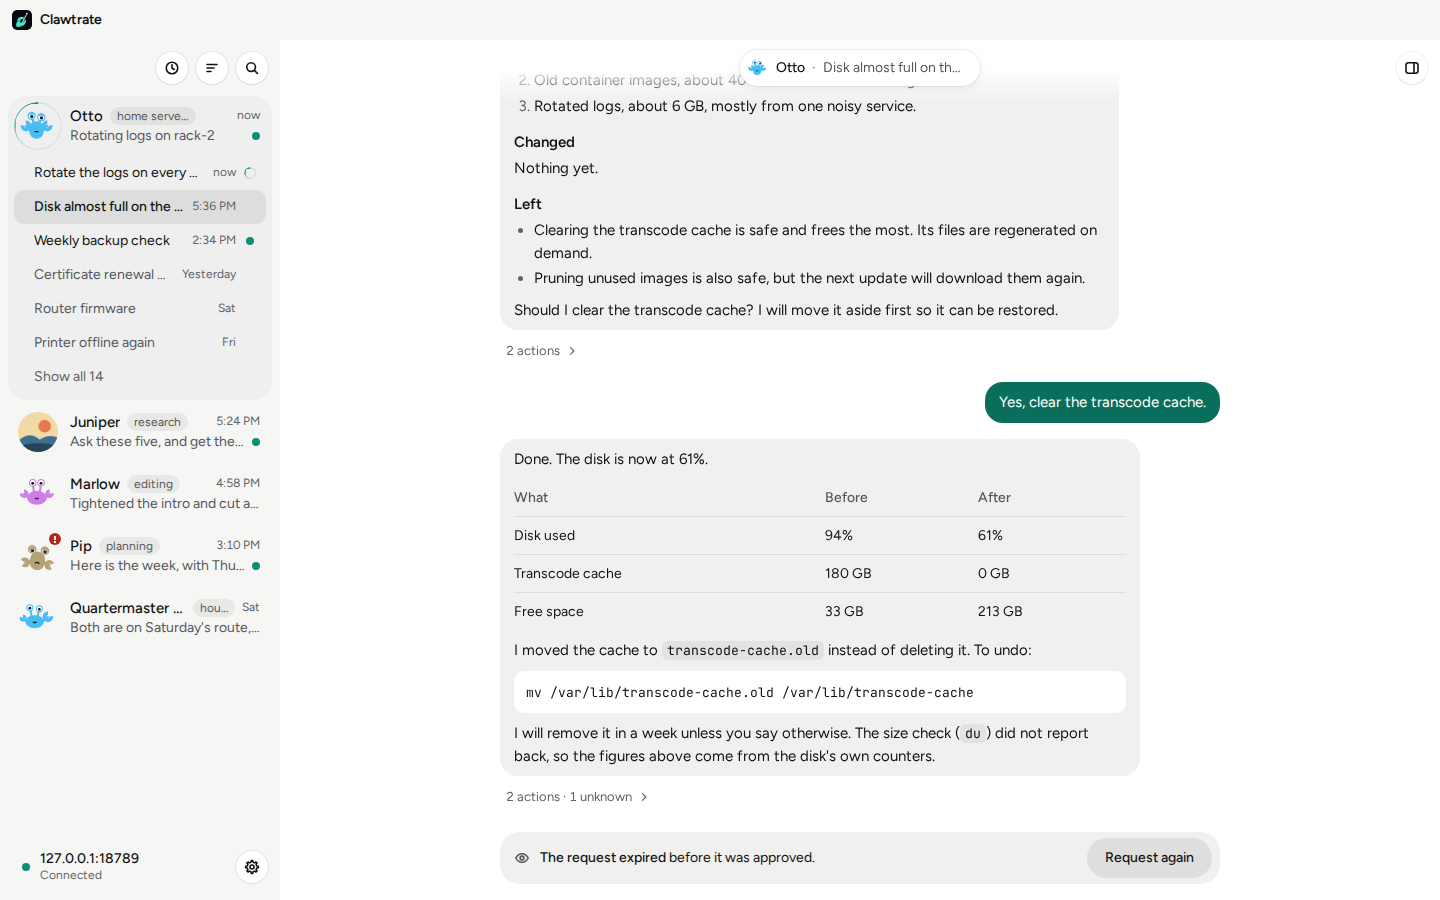 Clawtrate
Otto home serve... now
Rotating logs on rack-2
Rotate the logs on every ... now
Disk almost full on the ... 5:36 PM
Weekly backup check 2:34 PM
Certificate renewal ... Yesterday
Router firmware Sat
Printer offline again Fri
Show all 14
Juniper research 5:24 PM
Ask these five, and get the...
Marlow editing 4:58 PM
Tightened the intro and cut a...
Pip planning 3:10 PM
Here is the week, with Thu...
Quartermaster ... hou... Sat
Both are on Saturday's route,...
127.0.0.1:18789
Connected
Otto · Disk almost full on th...
2. Old container images, about 40
3. Rotated logs, about 6 GB, mostly from one noisy service.
Changed
Nothing yet.
Left
• Clearing the transcode cache is safe and frees the most. Its files are regenerated on
demand.
• Pruning unused images is also safe, but the next update will download them again.
Should I clear the transcode cache? I will move it aside first so it can be restored.
2 actions
Yes, clear the transcode cache.
Done. The disk is now at 61%.
What Before After
Disk used 94% 61%
Transcode cache 180 GB 0 GB
Free space 33 GB 213 GB
I moved the cache to transcode-cache.old instead of deleting it. To undo:
mv /var/lib/transcode-cache.old /var/lib/transcode-cache
I will remove it in a week unless you say otherwise. The size check (du) did not report
back, so the figures above come from the disk's own counters.
2 actions · 1 unknown
The request expired before it was approved.
Request again